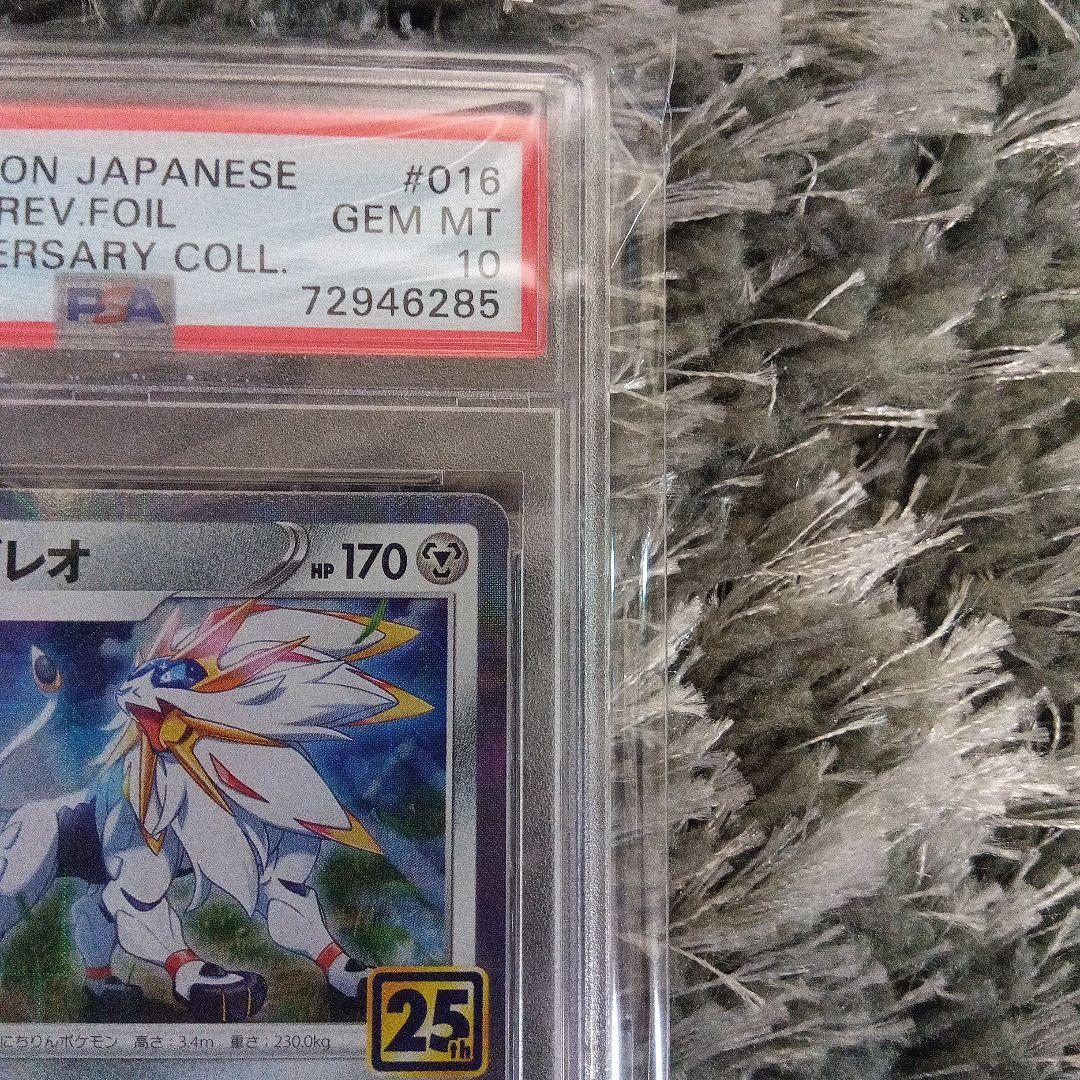 ON JAPANESE #016
REV.FOIL GEM MT
ERSARY COLL. 10
PSA 72946285
レオ HP 170
にちりんポケモン 高さ:3.4m 重さ:230.0kg
25th